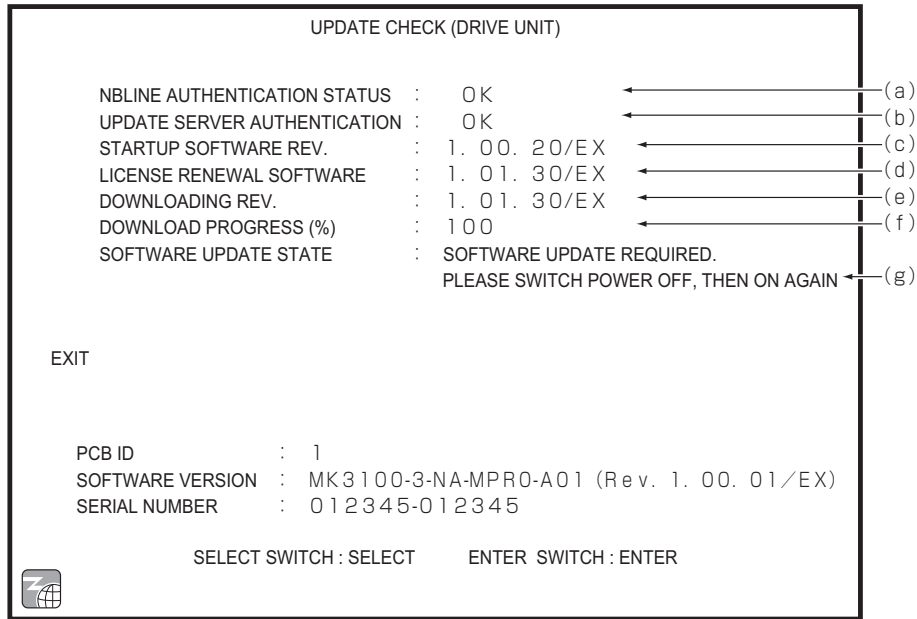 UPDATE CHECK (DRIVE UNIT)
NBLINE AUTHENTICATION STATUS : OK (a)
UPDATE SERVER AUTHENTICATION : OK (b)
STARTUP SOFTWARE REV. : 1. 00. 20/EX (c)
LICENSE RENEWAL SOFTWARE : 1. 01. 30/EX (d)
DOWNLOADING REV. : 1. 01. 30/EX (e)
DOWNLOAD PROGRESS (%) : 100 (f)
SOFTWARE UPDATE STATE : SOFTWARE UPDATE REQUIRED.
PLEASE SWITCH POWER OFF, THEN ON AGAIN (g)
EXIT
PCB ID : 1
SOFTWARE VERSION : MK3100-3-NA-MPR0-A01 (Rev. 1. 00. 01/EX)
SERIAL NUMBER : 012345-012345
SELECT SWITCH : SELECT ENTER SWITCH : ENTER